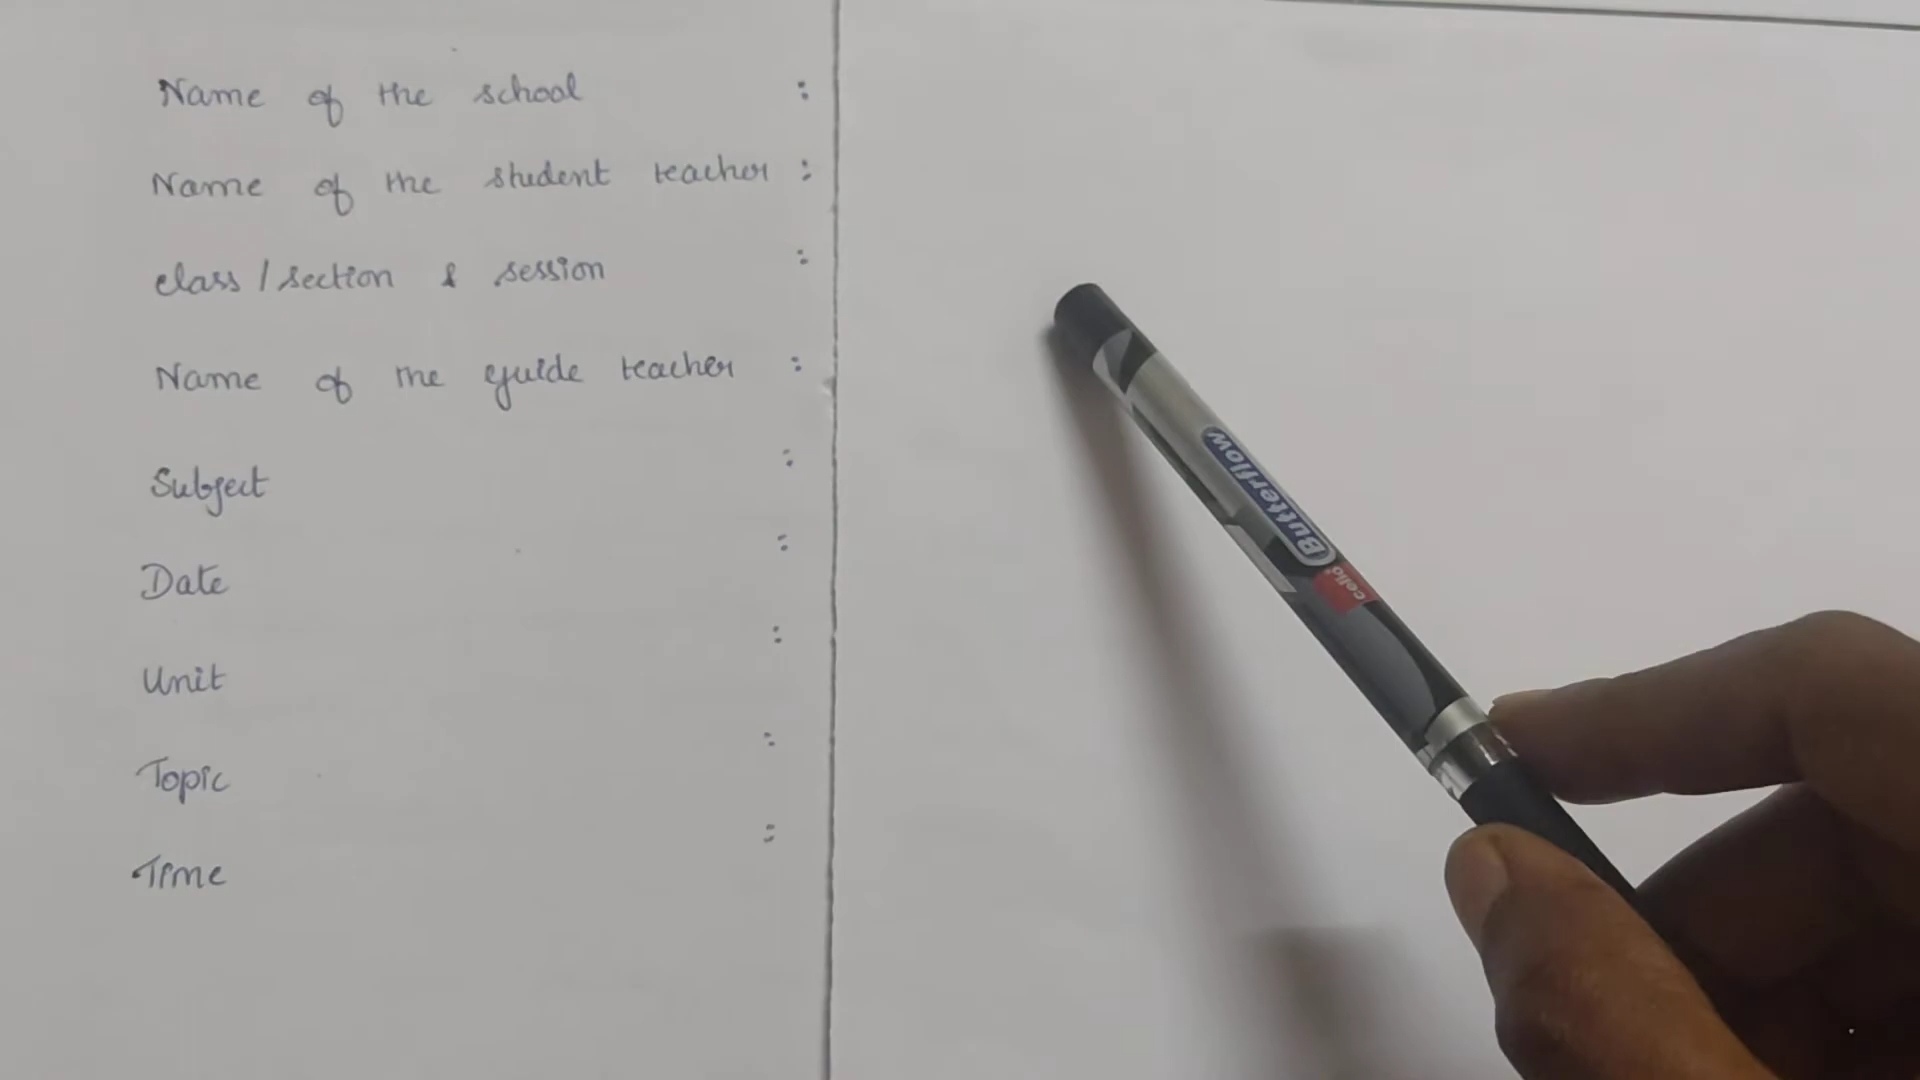 Name of the school :
Name of the student teacher :
class / section & session :
Name of the guide teacher :
Subject :
Date :
Unit :
Topic :
Time :
Butterflow
cello